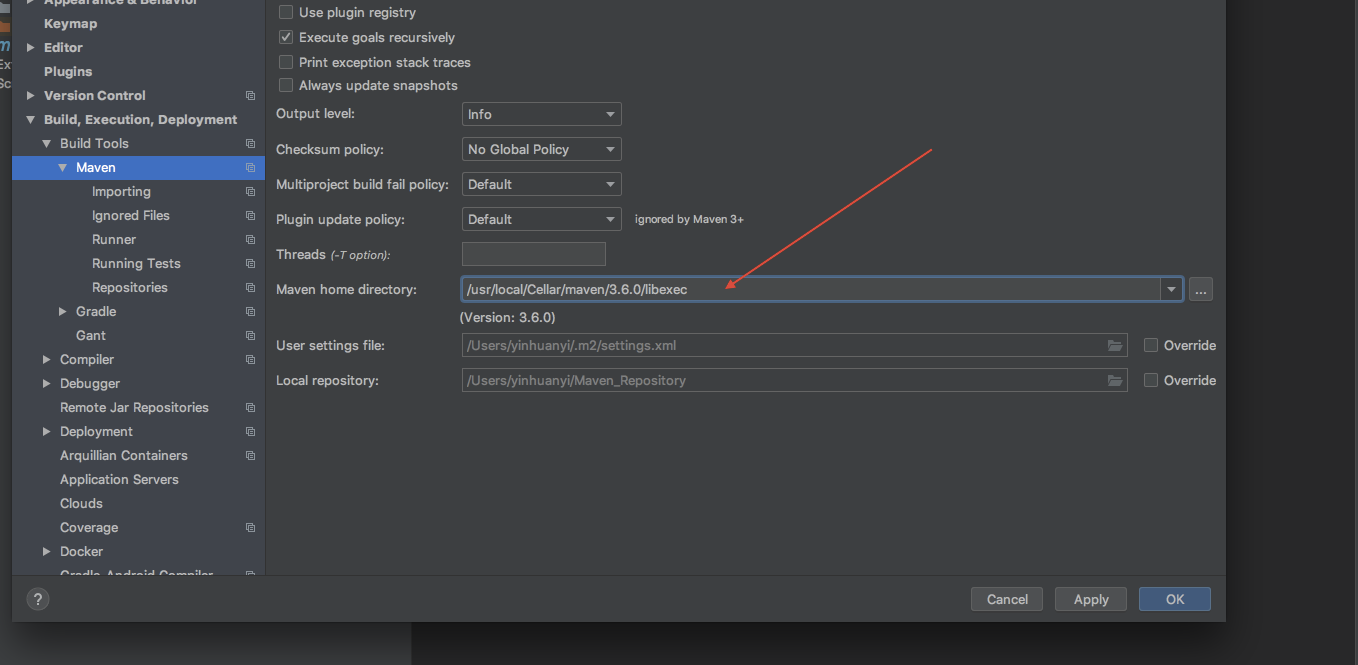 Appearance & Behavior
Keymap
Editor
Plugins
Version Control
Build, Execution, Deployment
Build Tools
Maven
Importing
Ignored Files
Runner
Running Tests
Repositories
Gradle
Gant
Compiler
Debugger
Remote Jar Repositories
Deployment
Arquillian Containers
Application Servers
Clouds
Coverage
Docker
Gradle-Android Compiler
Use plugin registry
Execute goals recursively
Print exception stack traces
Always update snapshots
Output level: Info
Checksum policy: No Global Policy
Multiproject build fail policy: Default
Plugin update policy: Default ignored by Maven 3+
Threads (-T option):
Maven home directory: /usr/local/Cellar/maven/3.6.0/libexec ...
(Version: 3.6.0)
User settings file: /Users/yinhuanyi/.m2/settings.xml Override
Local repository: /Users/yinhuanyi/Maven_Repository Override
? Cancel Apply OK